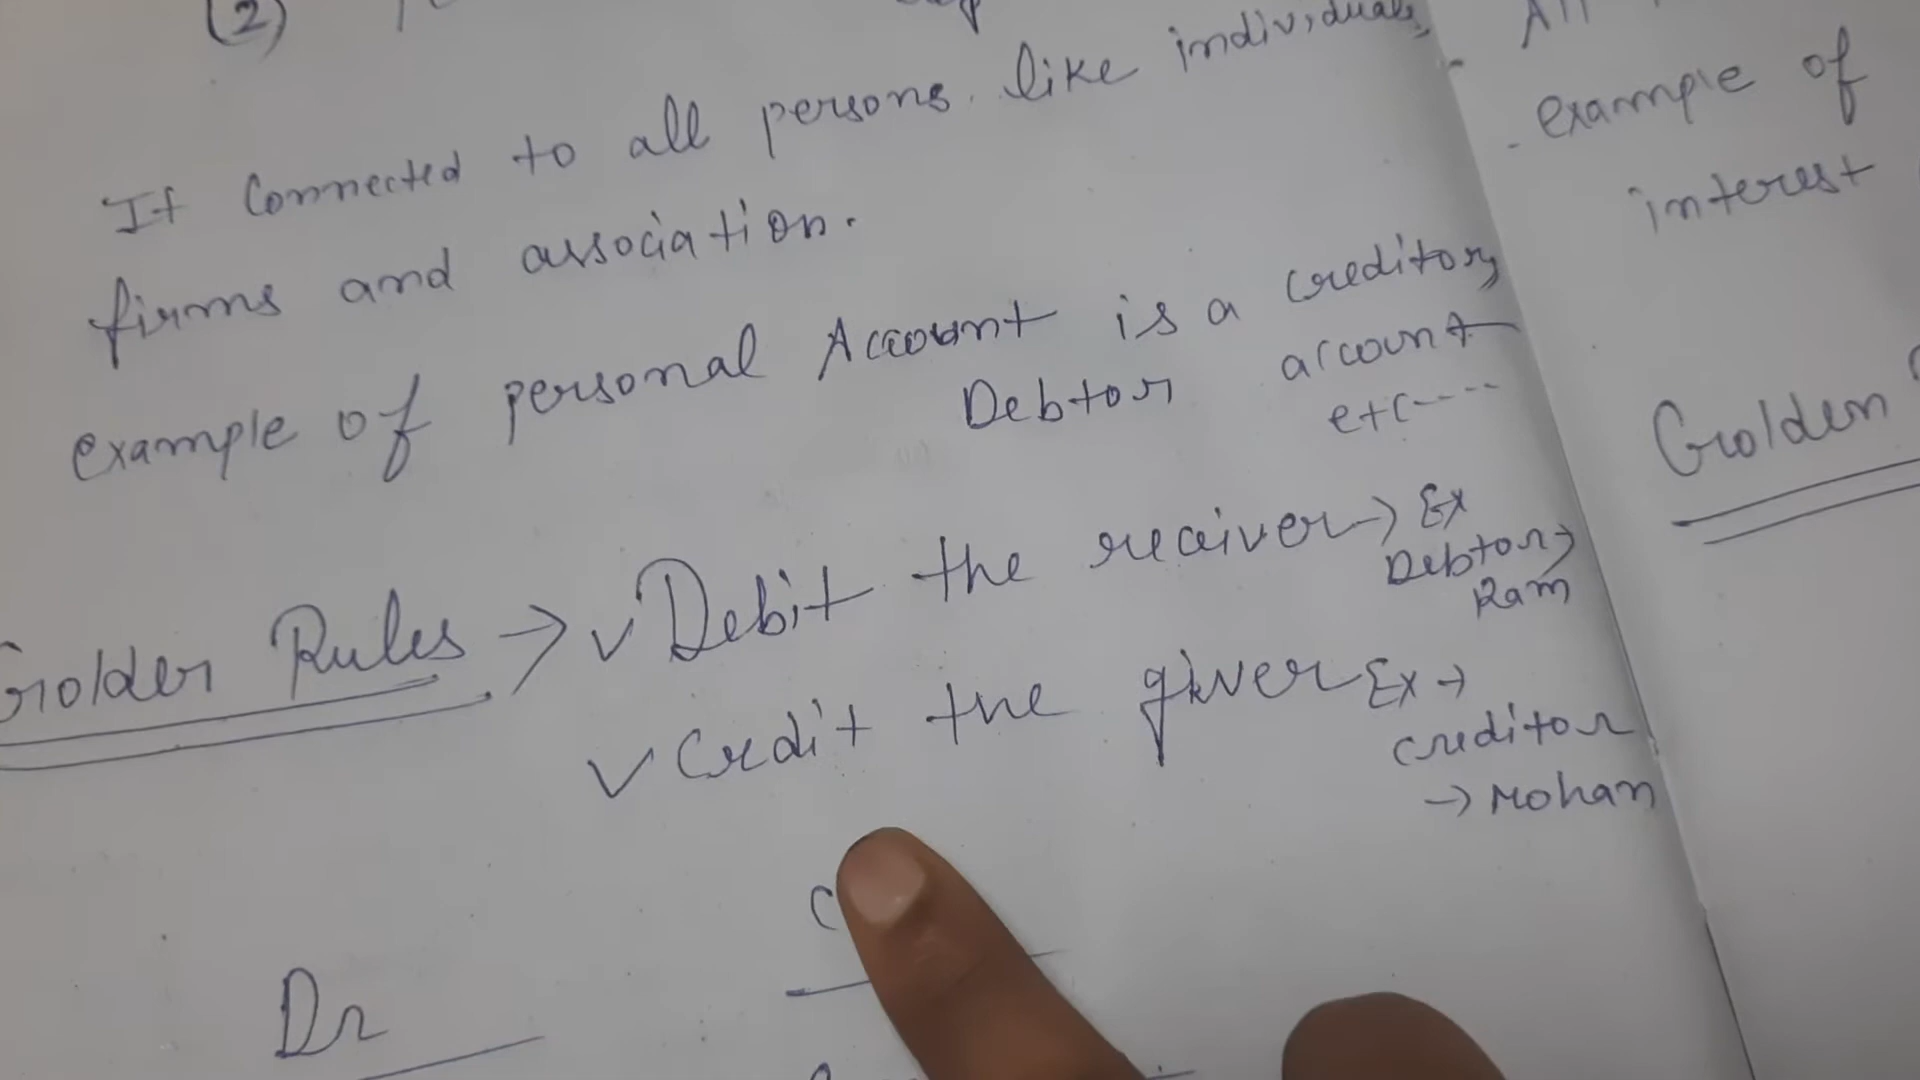 (2)
It Connected to all persons like individuals,
firms and association.
example of personal Account is a creditors
Debtor account
etc----
Golden Rules → ✓ Debit the reciver → Ex
Debtor →
Ram
✓ Credit the giver Ex →
creditor
→ Mohan
Dr
C
All
- example of
interest
Golden